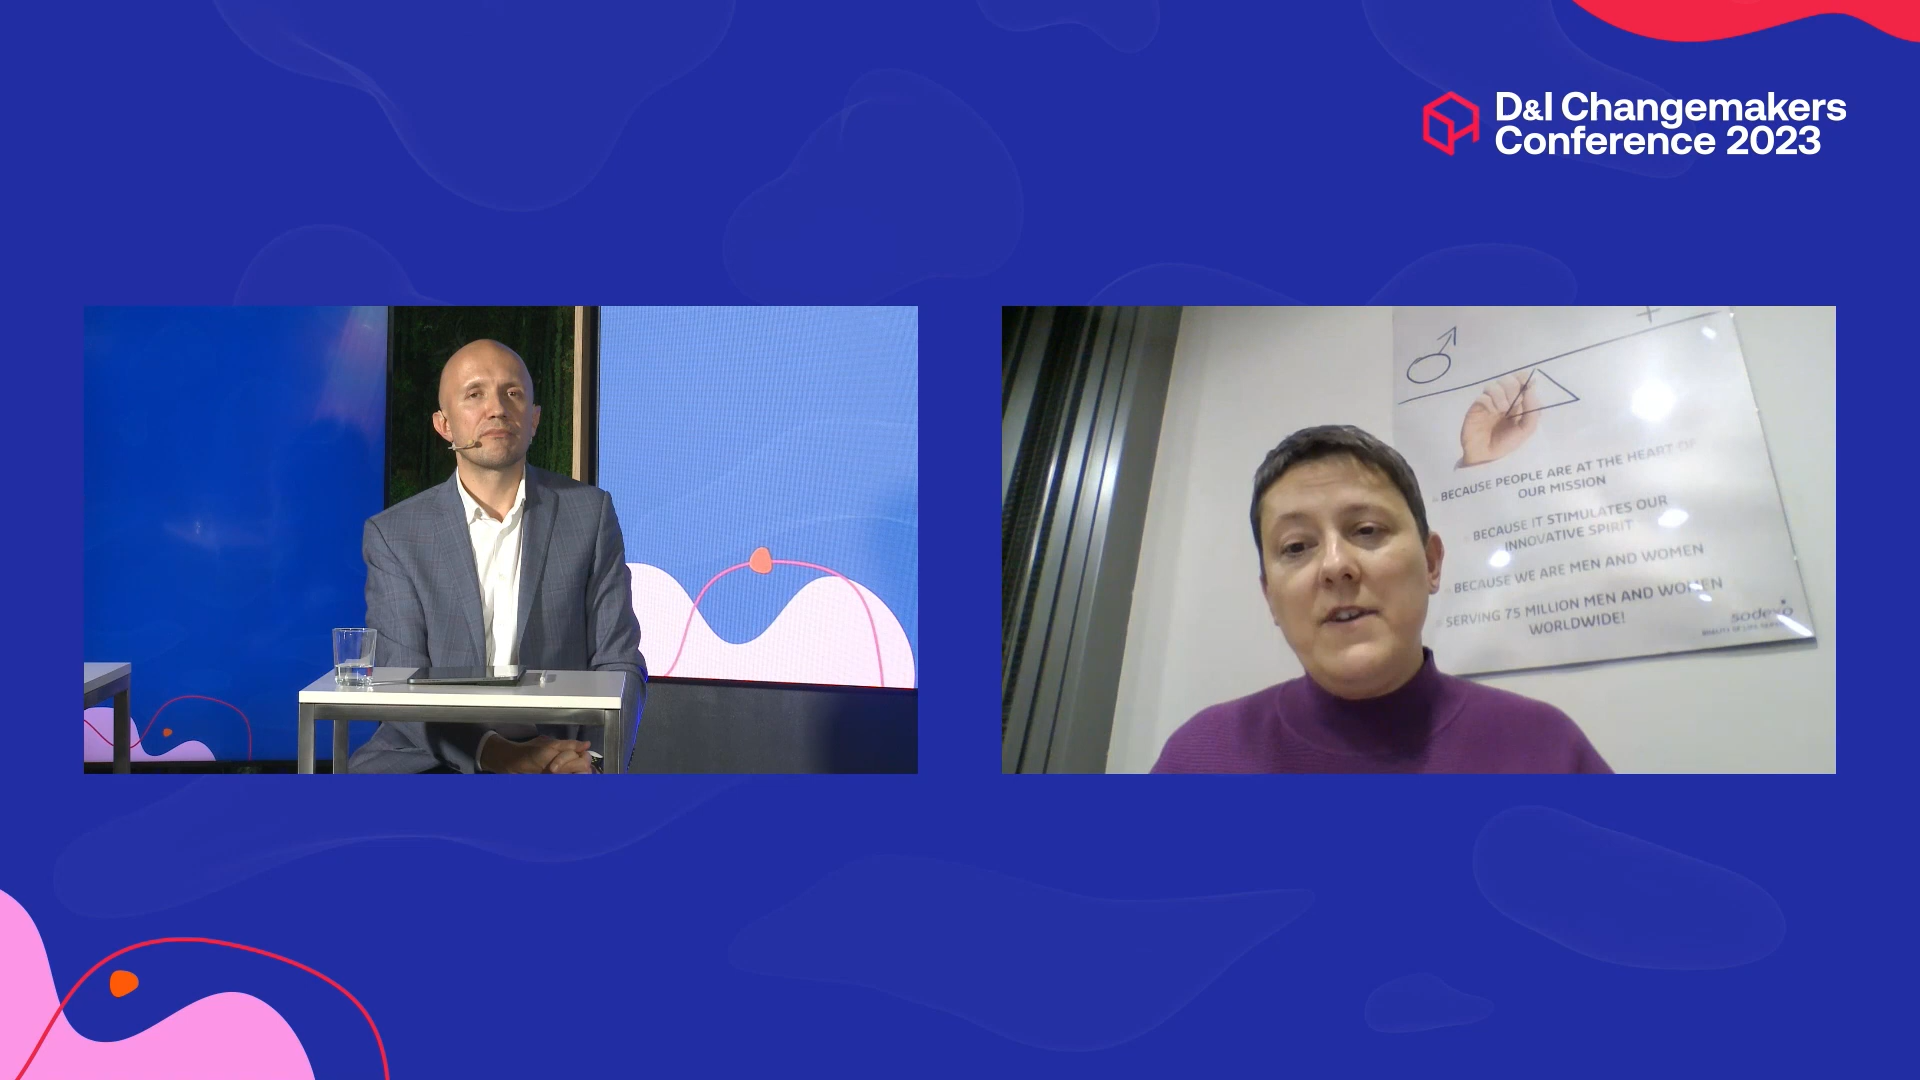 D&I Changemakers
Conference 2023
BECAUSE PEOPLE ARE AT THE HEART OF
OUR MISSION
BECAUSE IT STIMULATES OUR
INNOVATIVE SPIRIT
BECAUSE WE ARE MEN AND WOMEN
SERVING 75 MILLION MEN AND WOMEN
WORLDWIDE!
sodexo